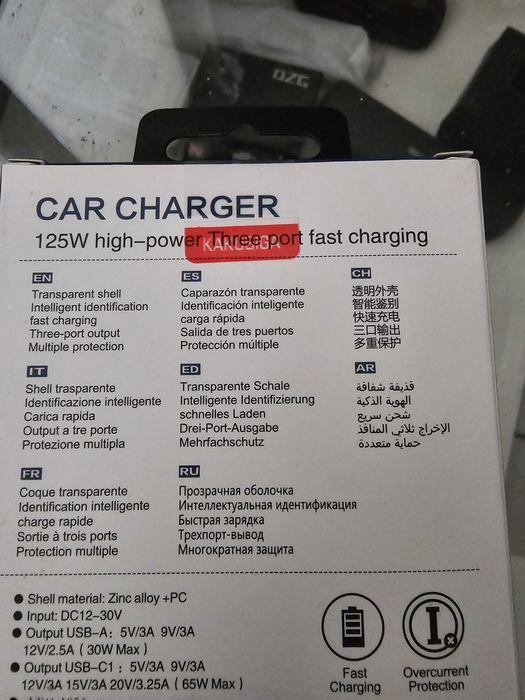 DZG
CAR CHARGER
125W high-power Three-port fast charging
KAKUSIGA
EN
Transparent shell
Intelligent identification
fast charging
Three-port output
Multiple protection
ES
Caparazón transparente
Identificación inteligente
carga rápida
Salida de tres puertos
Protección múltiple
CH
透明外壳
智能鉴别
快速充电
三口输出
多重保护
IT
Shell trasparente
Identificazione intelligente
Carica rapida
Output a tre porte
Protezione multipla
ED
Transparente Schale
Intelligente Identifizierung
schnelles Laden
Drei-Port-Ausgabe
Mehrfachschutz
AR
قذيفة شفافة
الهوية الذكية
شحن سريع
الإخراج ثلاثي المنافذ
حماية متعددة
FR
Coque transparente
Identification intelligente
charge rapide
Sortie à trois ports
Protection multiple
RU
Прозрачная оболочка
Интеллектуальная идентификация
Быстрая зарядка
Трехпорт-вывод
Многократная защита
● Shell material: Zinc alloy +PC
● Input: DC12-30V
● Output USB-A: 5V/3A 9V/3A
12V/2.5A ( 30W Max )
● Output USB-C1 : 5V/3A 9V/3A
12V/3A 15V/3A 20V/3.25A ( 65W Max )
Fast
Charging
Overcurrent
Protection